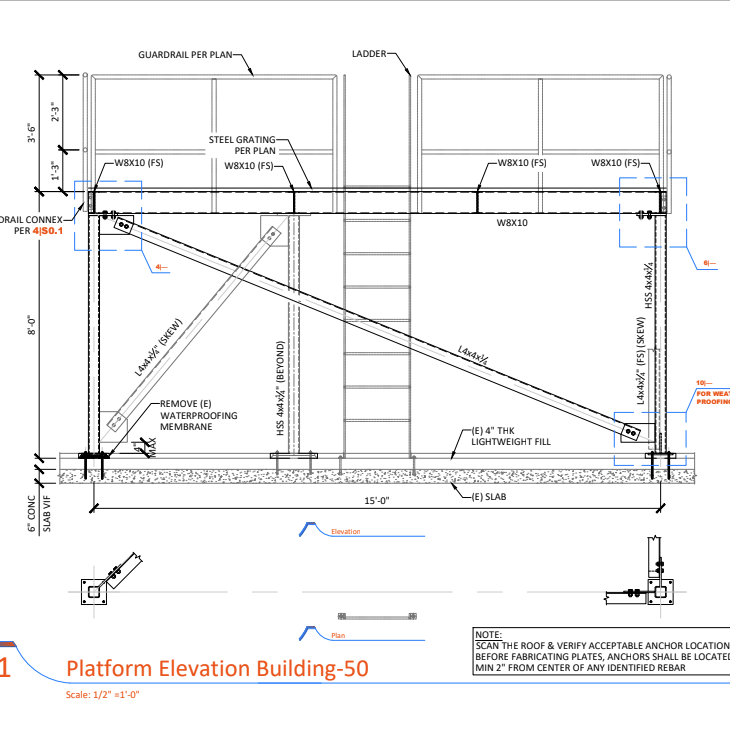 GUARDRAIL PER PLAN
LADDER
3'-6"
2'-3"
1'-3"
STEEL GRATING
PER PLAN
W8X10 (FS)
W8X10 (FS)
W8X10 (FS)
W8X10 (FS)
DRAIL CONNEX
PER 4|S0.1
W8X10
4|--
6|--
8'-0"
L4x4x¼" (SKEW)
HSS 4x4x¼" (BEYOND)
L4x4x¼
HSS 4x4x¼
L4x4x¼" (FS) (SKEW)
10|--
FOR WEAT
PROOFING
REMOVE (E)
WATERPROOFING
MEMBRANE
4"
MAX
(E) 4" THK
LIGHTWEIGHT FILL
6" CONC
SLAB VIF
15'-0"
(E) SLAB
Elevation
Plan
NOTE:
SCAN THE ROOF & VERIFY ACCEPTABLE ANCHOR LOCATION
BEFORE FABRICATING PLATES, ANCHORS SHALL BE LOCATED
MIN 2" FROM CENTER OF ANY IDENTIFIED REBAR
1
Platform Elevation Building-50
Scale: 1/2" =1'-0"